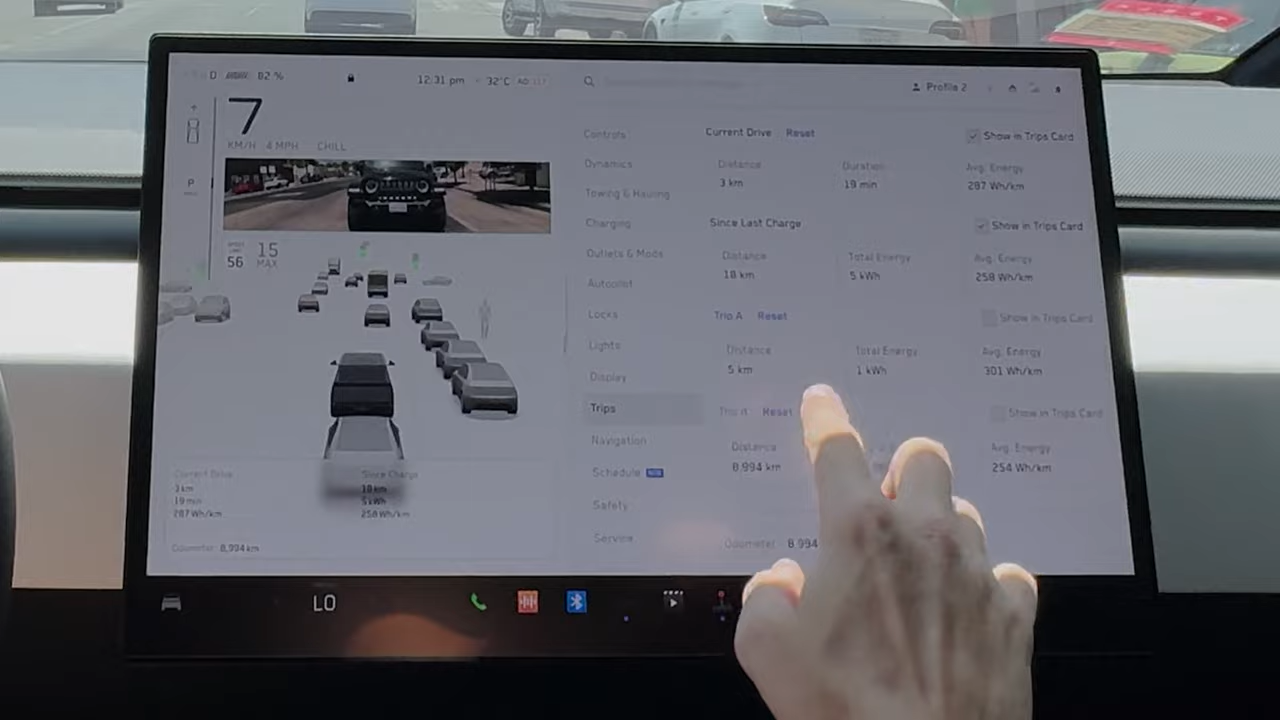 D 82 %
12:31 pm 32°C
Profile 2
7
KM/H 4 MPH CHILL
P
SPEED LIMIT 56
15 MAX
Current Drive Since Charge
3 km 18 km
19 min 5 kWh
287 Wh/km 258 Wh/km
Odometer 8,994 km
Controls
Dynamics
Towing & Hauling
Charging
Outlets & Mods
Autopilot
Locks
Lights
Display
Trips
Navigation
Schedule NEW
Safety
Service
Current Drive Reset Show in Trips Card
Distance Duration Avg. Energy
3 km 19 min 287 Wh/km
Since Last Charge Show in Trips Card
Distance Total Energy Avg. Energy
18 km 5 kWh 258 Wh/km
Trip A Reset Show in Trips Card
Distance Total Energy Avg. Energy
5 km 1 kWh 301 Wh/km
Trip B Reset Show in Trips Card
Distance Avg. Energy
8,994 km 254 Wh/km
Odometer 8,994
LO